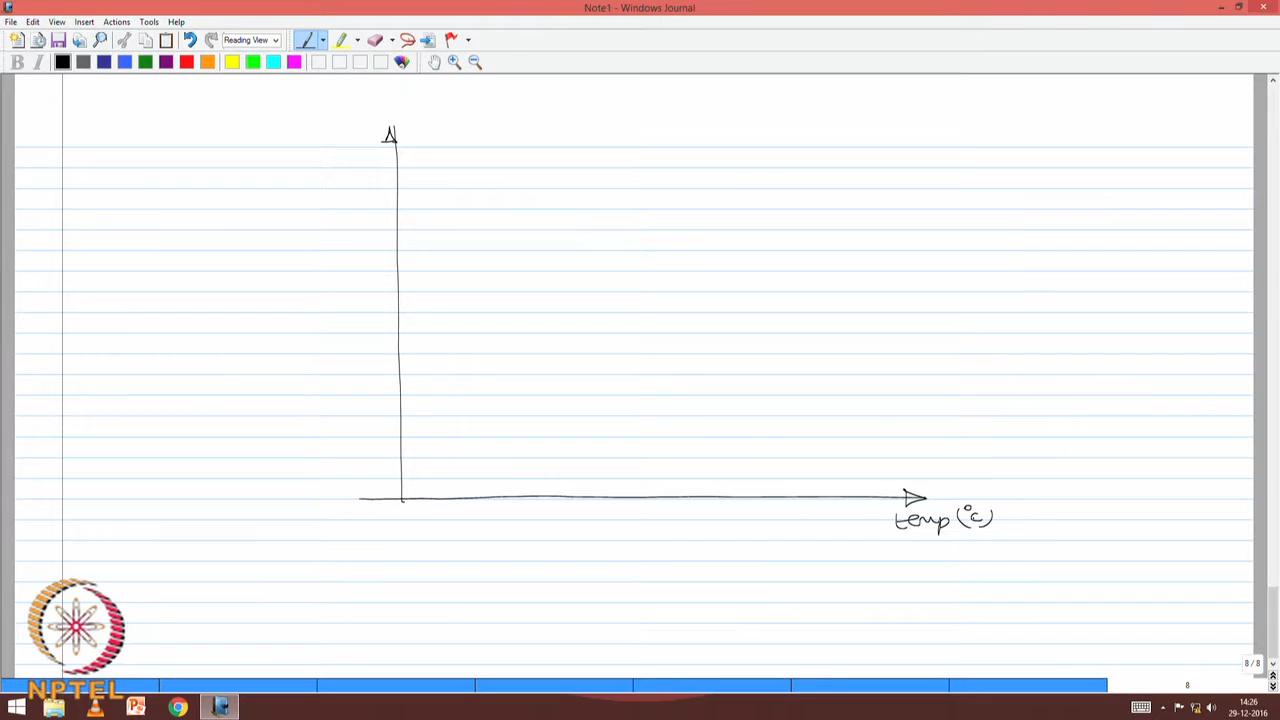 Note1 - Windows Journal
File Edit View Insert Actions Tools Help
Reading View
B I
temp (°C)
8 / 8
8
NPTEL
14:26
29-12-2016